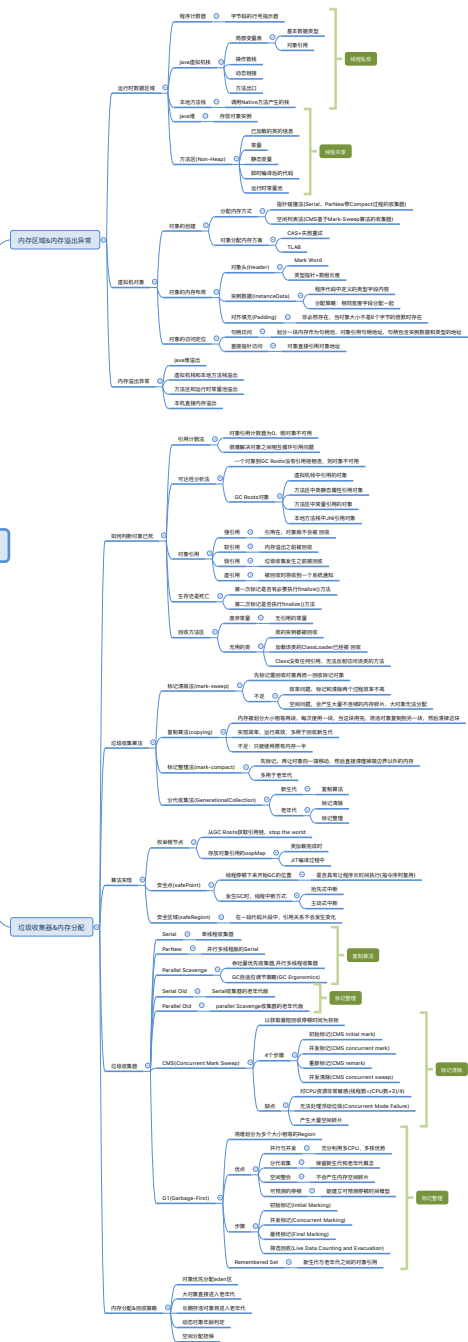 程序计数器
字节码的行号指示器
基本数据类型
局部变量表
对象引用
java虚拟机栈
操作数栈
线程私有
动态链接
运行时数据区域
方法出口
本地方法栈
调用Native方法产生的栈
java堆
存放对象实例
已加载的类的信息
常量
线程共享
方法区(Non-Heap)
静态变量
即时编译后的代码
运行时常量池
指针碰撞法(Serial、ParNew带Compact过程的收集器)
分配内存方式
空闲列表法(CMS基于Mark-Sweep算法的收集器)
对象的创建
CAS+失败重试
对象分配内存方案
TLAB
内存区域&内存溢出异常
Mark Word
对象头(Header)
类型指针+数组长度
虚拟机对象
对象的内存布局
程序代码中定义的类型字段内容
实例数据(InstanceData)
分配策略：相同宽度字段分配一起
对齐填充(Padding)
非必然存在，当对象大小不是8个字节的倍数时存在
句柄访问
划分一块内存作为句柄池，对象引用句柄地址，句柄包含实例数据和类型的地址
对象的访问定位
直接指针访问
对象直接引用对象地址
java堆溢出
虚拟机栈和本地方法栈溢出
内存溢出异常
方法区和运行时常量池溢出
本机直接内存溢出
对象引用计数器为0，则对象不可用
引用计数法
很难解决对象之间相互循环引用问题
一个对象到GC Roots没有引用链相连，则对象不可用
可达性分析法
虚拟机栈中引用的对象
方法区中类静态属性引用对象
GC Roots对象
方法区中常量引用的对象
本地方法栈中JNI引用对象
如何判断对象已死
强引用
引用在，对象就不会被 回收
软引用
内存溢出之前被回收
对象引用
弱引用
垃圾收集发生之前被回收
虚引用
被回收时将收到一个系统通知
第一次标记是否有必要执行finalize()方法
生存还是死亡
第二次标记是否执行finalize()方法
废弃常量
无引用的常量
回收方法区
类的实例都被回收
无用的类
加载该类的ClassLoader已经被 回收
Class没有任何引用，无法反射访问该类的方法
先标记需回收对象再统一回收标记对象
标记清除法(mark-sweep)
效率问题，标记和清除两个过程效率不高
不足
空间问题，会产生大量不连续的内存碎片，大对象无法分配
内存被划分大小相等两块，每次使用一块，当这块用完，将活对象复制到另一块，然后清掉这块
垃圾收集算法
复制算法(copying)
实现简单，运行高效，多用于回收新生代
不足：只能使用原有内存一半
先标记，再让对象向一端移动，然后直接清理掉端边界以外的内存
标记整理法(mark-compact)
多用于老年代
新生代
复制算法
分代收集法(GenerationalCollection)
标记清除
老年代
标记整理
从GC Roots获取引用链，stop the world
枚举根节点
类加载完成时
存放对象引用的oopMap
JIT编译过程中
算法实现
线程停下来开始GC的位置
是否具有让程序长时间执行(指令序列复用)
安全点(safePoint)
抢先式中断
发生GC时，线程中断方式
主动式中断
安全区域(safeRegion)
在一段代码片段中，引用关系不会发生变化
垃圾收集器&内存分配
Serial
单线程收集器
ParNew
并行多线程版的Serial
复制算法
吞吐量优先收集器,并行多线程收集器
Parallel Scavenge
GC自适应调节策略(GC Ergonomics)
Serial Old
Serial收集器的老年代版
标记整理
Parallel Old
parallel Scavenge收集器的老年代版
以获取最短回收停顿时间为目标
初始标记(CMS initial mark)
并发标记(CMS concurrent mark)
4个步骤
重新标记(CMS remark)
垃圾收集器
CMS(Concurrent Mark Sweep)
并发清除(CMS concurrent sweep)
标记清除
对CPU资源非常敏感(线程数=(CPU数+3)/4)
缺点
无法处理浮动垃圾(Concurrent Mode Failure)
产生大量空间碎片
将堆划分为多个大小相等的Region
并行与并发
充分利用多CPU、多核优势
优点
分代收集
保留新生代和老年代概念
空间整合
不会产生内存空间碎片
可预测的停顿
能建立可预测停顿时间模型
G1(Garbage-First)
标记整理
初始标记(Initial Marking)
并发标记(Concurrent Marking)
步骤
最终标记(Final Marking)
筛选回收(Live Data Counting and Evacuation)
Remembered Set
新生代与老年代之间的对象引用
对象优先分配eden区
大对象直接进入老年代
内存分配&回收策略
长期存活对象将进入老年代
动态对象年龄判定
空间分配担保